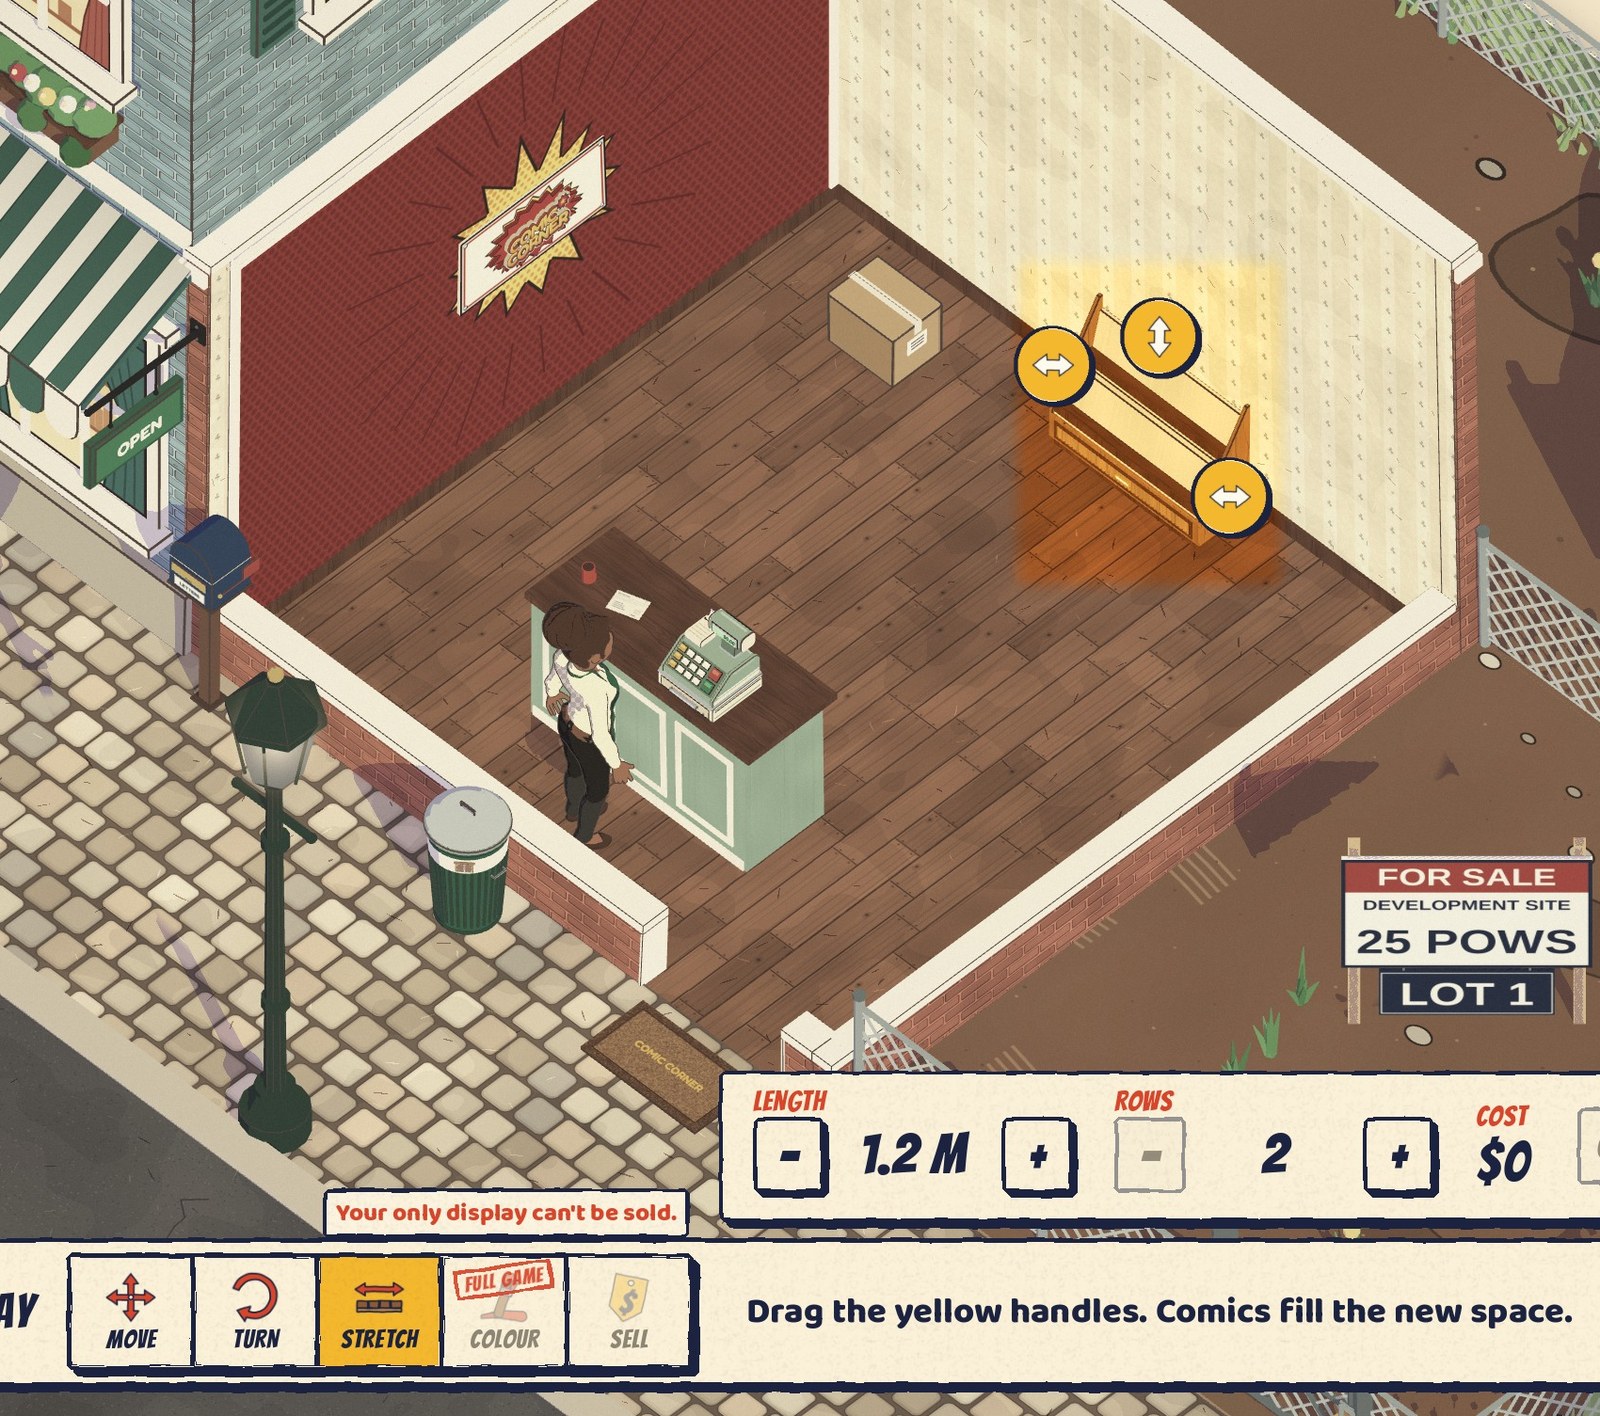 COMIC
CORNER
OPEN
LETTERS
COMIC CORNER
FOR SALE
DEVELOPMENT SITE
25 POWS
LOT 1
LENGTH
- 1.2 M +
ROWS
- 2 +
COST
$0
Your only display can't be sold.
AY
MOVE
TURN
STRETCH
FULL GAME
COLOUR
SELL
Drag the yellow handles. Comics fill the new space.